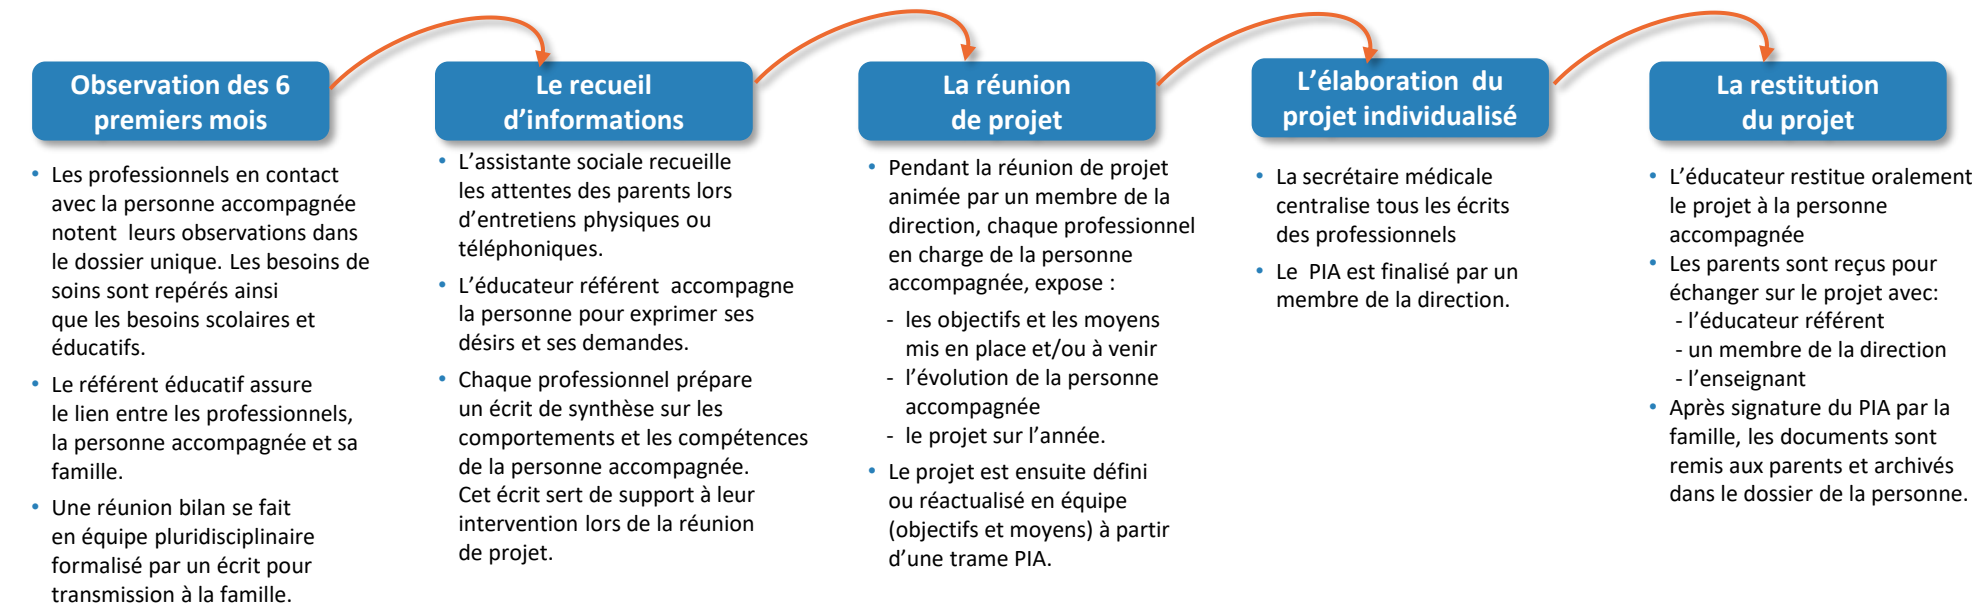 Observation des 6
premiers mois
• Les professionnels en contact
avec la personne accompagnée
notent leurs observations dans
le dossier unique. Les besoins de
soins sont repérés ainsi
que les besoins scolaires et
éducatifs.
• Le référent éducatif assure
le lien entre les professionnels,
la personne accompagnée et sa
famille.
• Une réunion bilan se fait
en équipe pluridisciplinaire
formalisé par un écrit pour
transmission à la famille.
Le recueil
d’informations
• L’assistante sociale recueille
les attentes des parents lors
d’entretiens physiques ou
téléphoniques.
• L’éducateur référent accompagne
la personne pour exprimer ses
désirs et ses demandes.
• Chaque professionnel prépare
un écrit de synthèse sur les
comportements et les compétences
de la personne accompagnée.
Cet écrit sert de support à leur
intervention lors de la réunion
de projet.
La réunion
de projet
• Pendant la réunion de projet
animée par un membre de la
direction, chaque professionnel
en charge de la personne
accompagnée, expose :
- les objectifs et les moyens
mis en place et/ou à venir
- l’évolution de la personne
accompagnée
- le projet sur l’année.
• Le projet est ensuite défini
ou réactualisé en équipe
(objectifs et moyens) à partir
d’une trame PIA.
L’élaboration du
projet individualisé
• La secrétaire médicale
centralise tous les écrits
des professionnels
• Le PIA est finalisé par un
membre de la direction.
La restitution
du projet
• L’éducateur restitue oralement
le projet à la personne
accompagnée
• Les parents sont reçus pour
échanger sur le projet avec:
- l’éducateur référent
- un membre de la direction
- l’enseignant
• Après signature du PIA par la
famille, les documents sont
remis aux parents et archivés
dans le dossier de la personne.